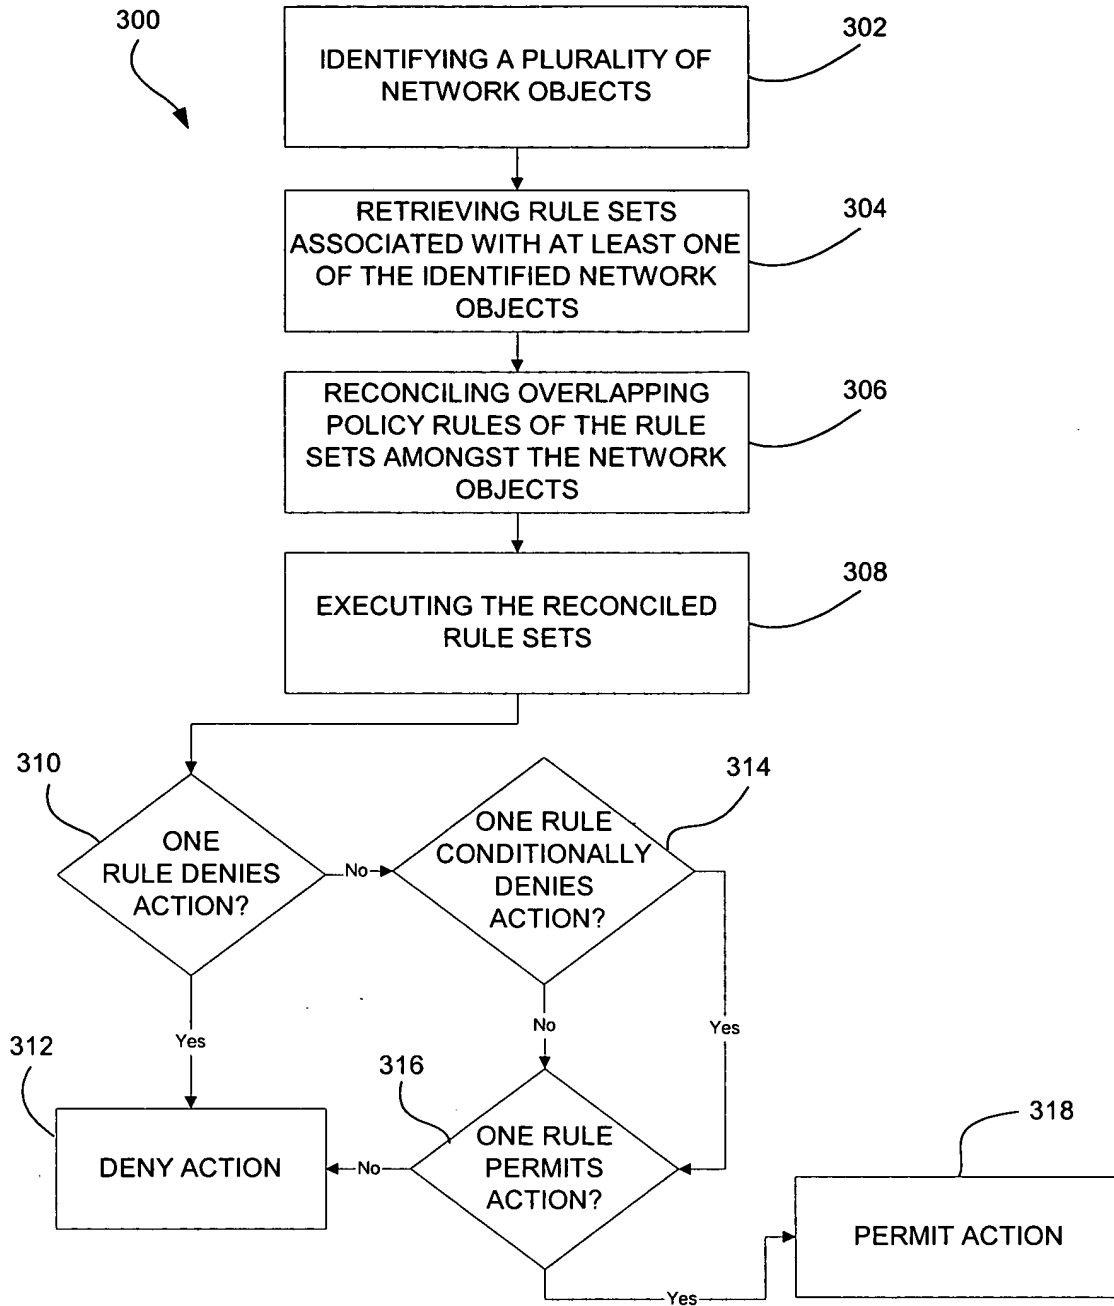 300
302
IDENTIFYING A PLURALITY OF
NETWORK OBJECTS
304
RETRIEVING RULE SETS
ASSOCIATED WITH AT LEAST ONE
OF THE IDENTIFIED NETWORK
OBJECTS
306
RECONCILING OVERLAPPING
POLICY RULES OF THE RULE
SETS AMONGST THE NETWORK
OBJECTS
308
EXECUTING THE RECONCILED
RULE SETS
310
ONE
RULE DENIES
ACTION?
No
314
ONE RULE
CONDITIONALLY
DENIES
ACTION?
Yes
No
Yes
312
DENY ACTION
No
316
ONE RULE
PERMITS
ACTION?
Yes
318
PERMIT ACTION